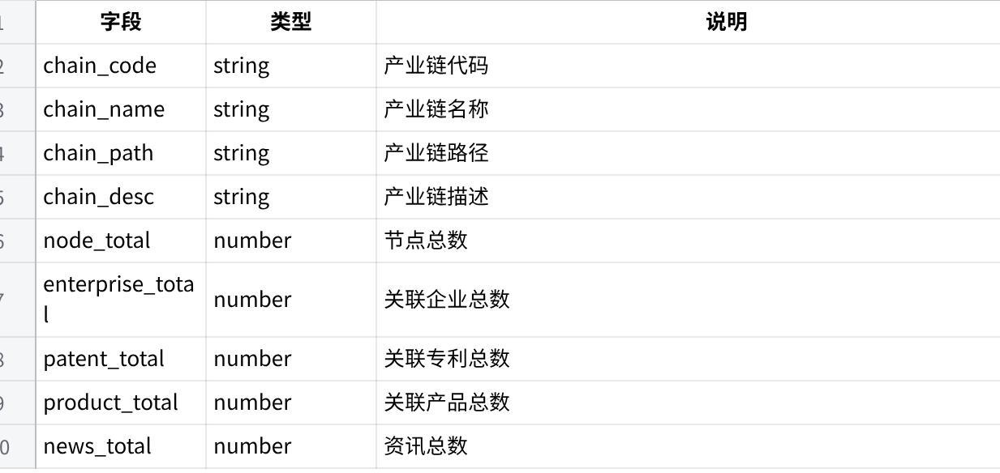 1 字段 类型 说明
2 chain_code string 产业链代码
3 chain_name string 产业链名称
4 chain_path string 产业链路径
5 chain_desc string 产业链描述
6 node_total number 节点总数
7 enterprise_tota number 关联企业总数
l
8 patent_total number 关联专利总数
9 product_total number 关联产品总数
0 news_total number 资讯总数